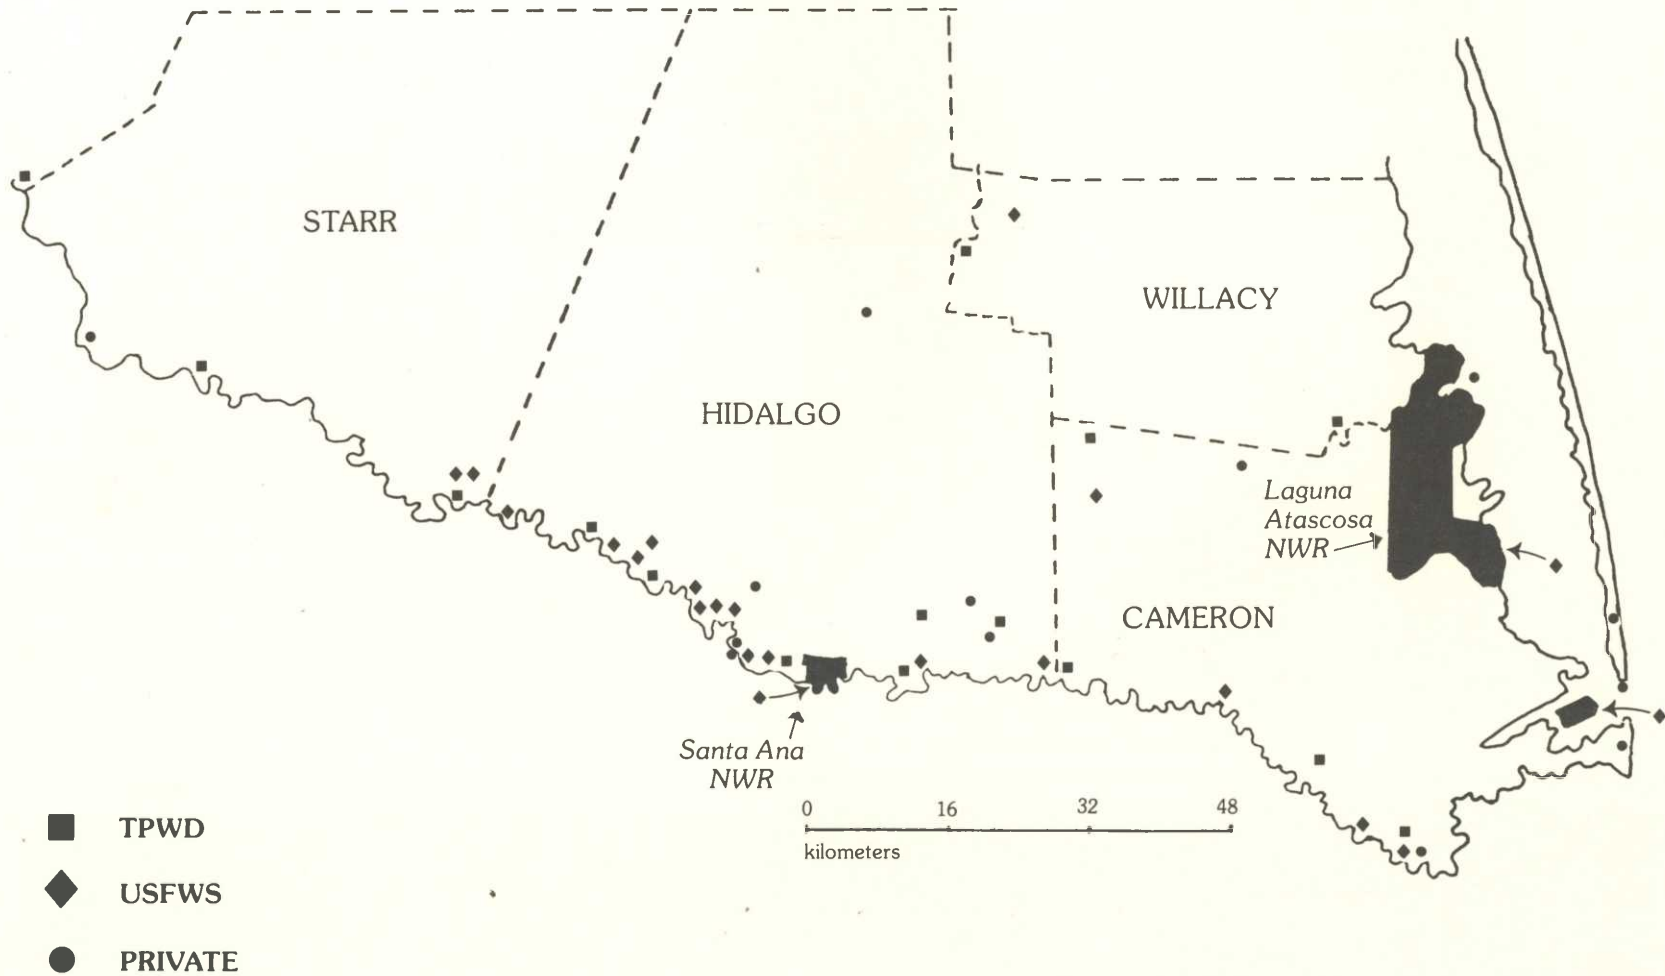 STARR
WILLACY
HIDALGO
Laguna
Atascosa
NWR
CAMERON
Santa Ana
NWR
0 16 32 48
kilometers
TPWD
USFWS
PRIVATE